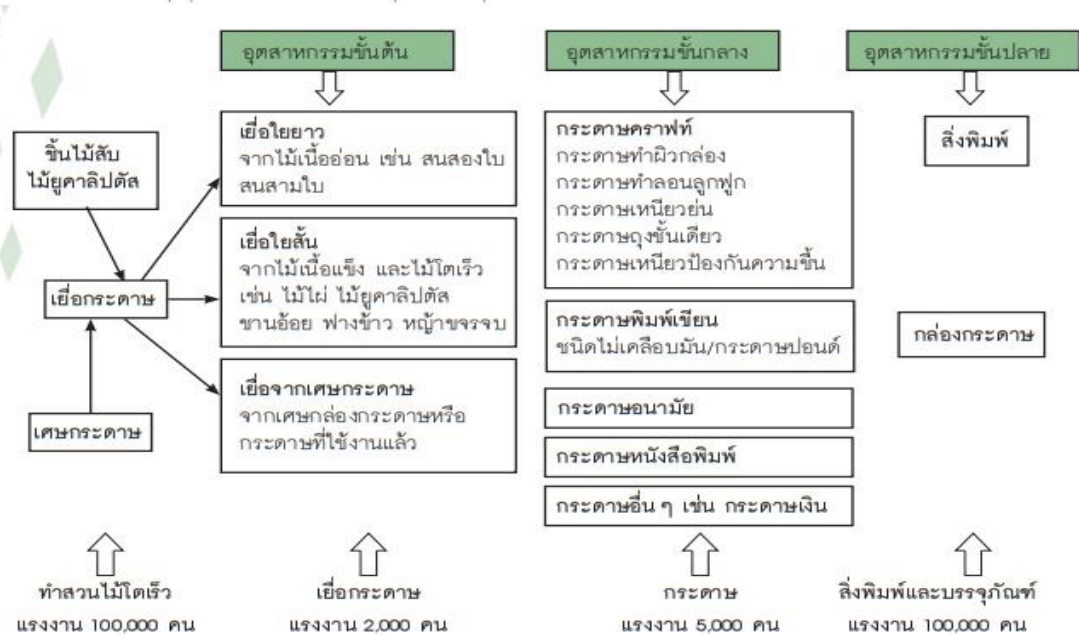 อุตสาหกรรมขั้นต้น
อุตสาหกรรมขั้นกลาง
อุตสาหกรรมขั้นปลาย
ชิ้นไม้สับ
ไม้ยูคาลิปตัส
เยื่อกระดาษ
เศษกระดาษ
เยื่อใยยาว
จากไม้เนื้ออ่อน เช่น สนสองใบ
สนสามใบ
เยื่อใยสั้น
จากไม้เนื้อแข็ง และไม้โตเร็ว
เช่น ไม้ไผ่ ไม้ยูคาลิปตัส
ชานอ้อย ฟางข้าว หญ้าขจรจบ
เยื่อจากเศษกระดาษ
จากเศษกล่องกระดาษหรือ
กระดาษที่ใช้งานแล้ว
กระดาษคราฟท์
กระดาษทำผิวกล่อง
กระดาษทำลอนลูกฟูก
กระดาษเหนียวย่น
กระดาษถุงชั้นเดียว
กระดาษเหนียวป้องกันความชื้น
กระดาษพิมพ์เขียน
ชนิดไม่เคลือบมัน/กระดาษปอนด์
กระดาษอนามัย
กระดาษหนังสือพิมพ์
กระดาษอื่น ๆ เช่น กระดาษเงิน
สิ่งพิมพ์
กล่องกระดาษ
ทำสวนไม้โตเร็ว
แรงงาน 100,000 คน
เยื่อกระดาษ
แรงงาน 2,000 คน
กระดาษ
แรงงาน 5,000 คน
สิ่งพิมพ์และบรรจุภัณฑ์
แรงงาน 100,000 คน